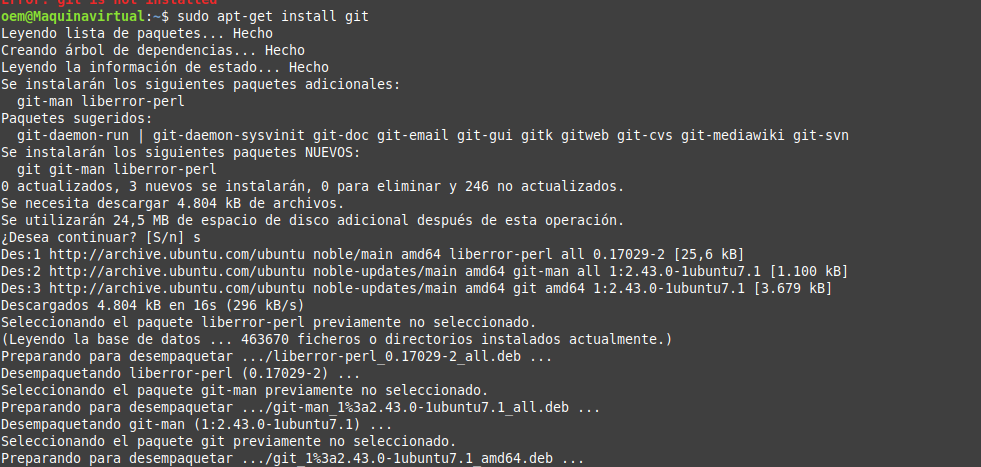 Error: git is not installed
oem@Maquinavirtual:~$ sudo apt-get install git
Leyendo lista de paquetes... Hecho
Creando árbol de dependencias... Hecho
Leyendo la información de estado... Hecho
Se instalarán los siguientes paquetes adicionales:
  git-man liberror-perl
Paquetes sugeridos:
  git-daemon-run | git-daemon-sysvinit git-doc git-email git-gui gitk gitweb git-cvs git-mediawiki git-svn
Se instalarán los siguientes paquetes NUEVOS:
  git git-man liberror-perl
0 actualizados, 3 nuevos se instalarán, 0 para eliminar y 246 no actualizados.
Se necesita descargar 4.804 kB de archivos.
Se utilizarán 24,5 MB de espacio de disco adicional después de esta operación.
¿Desea continuar? [S/n] s
Des:1 http://archive.ubuntu.com/ubuntu noble/main amd64 liberror-perl all 0.17029-2 [25,6 kB]
Des:2 http://archive.ubuntu.com/ubuntu noble-updates/main amd64 git-man all 1:2.43.0-1ubuntu7.1 [1.100 kB]
Des:3 http://archive.ubuntu.com/ubuntu noble-updates/main amd64 git amd64 1:2.43.0-1ubuntu7.1 [3.679 kB]
Descargados 4.804 kB en 16s (296 kB/s)
Seleccionando el paquete liberror-perl previamente no seleccionado.
(Leyendo la base de datos ... 463670 ficheros o directorios instalados actualmente.)
Preparando para desempaquetar .../liberror-perl_0.17029-2_all.deb ...
Desempaquetando liberror-perl (0.17029-2) ...
Seleccionando el paquete git-man previamente no seleccionado.
Preparando para desempaquetar .../git-man_1%3a2.43.0-1ubuntu7.1_all.deb ...
Desempaquetando git-man (1:2.43.0-1ubuntu7.1) ...
Seleccionando el paquete git previamente no seleccionado.
Preparando para desempaquetar .../git_1%3a2.43.0-1ubuntu7.1_amd64.deb ...